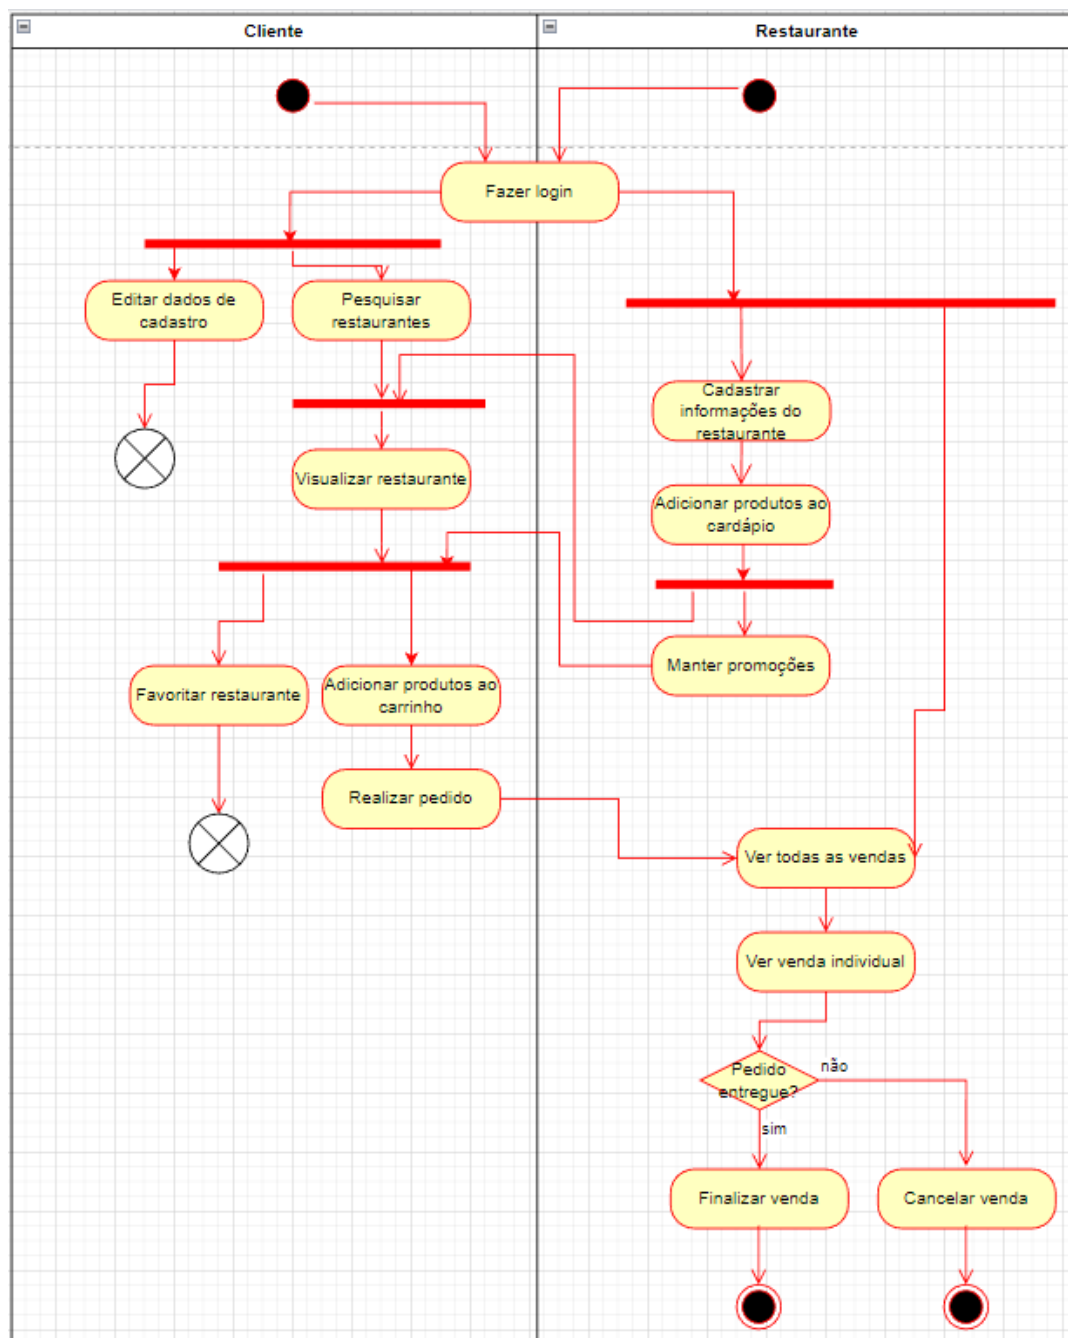 Cliente
Restaurante
Fazer login
Editar dados de
cadastro
Pesquisar
restaurantes
Cadastrar
informações do
restaurante
Visualizar restaurante
Adicionar produtos ao
cardápio
Manter promoções
Favoritar restaurante
Adicionar produtos ao
carrinho
Realizar pedido
Ver todas as vendas
Ver venda individual
Pedido
entregue?
não
sim
Finalizar venda
Cancelar venda